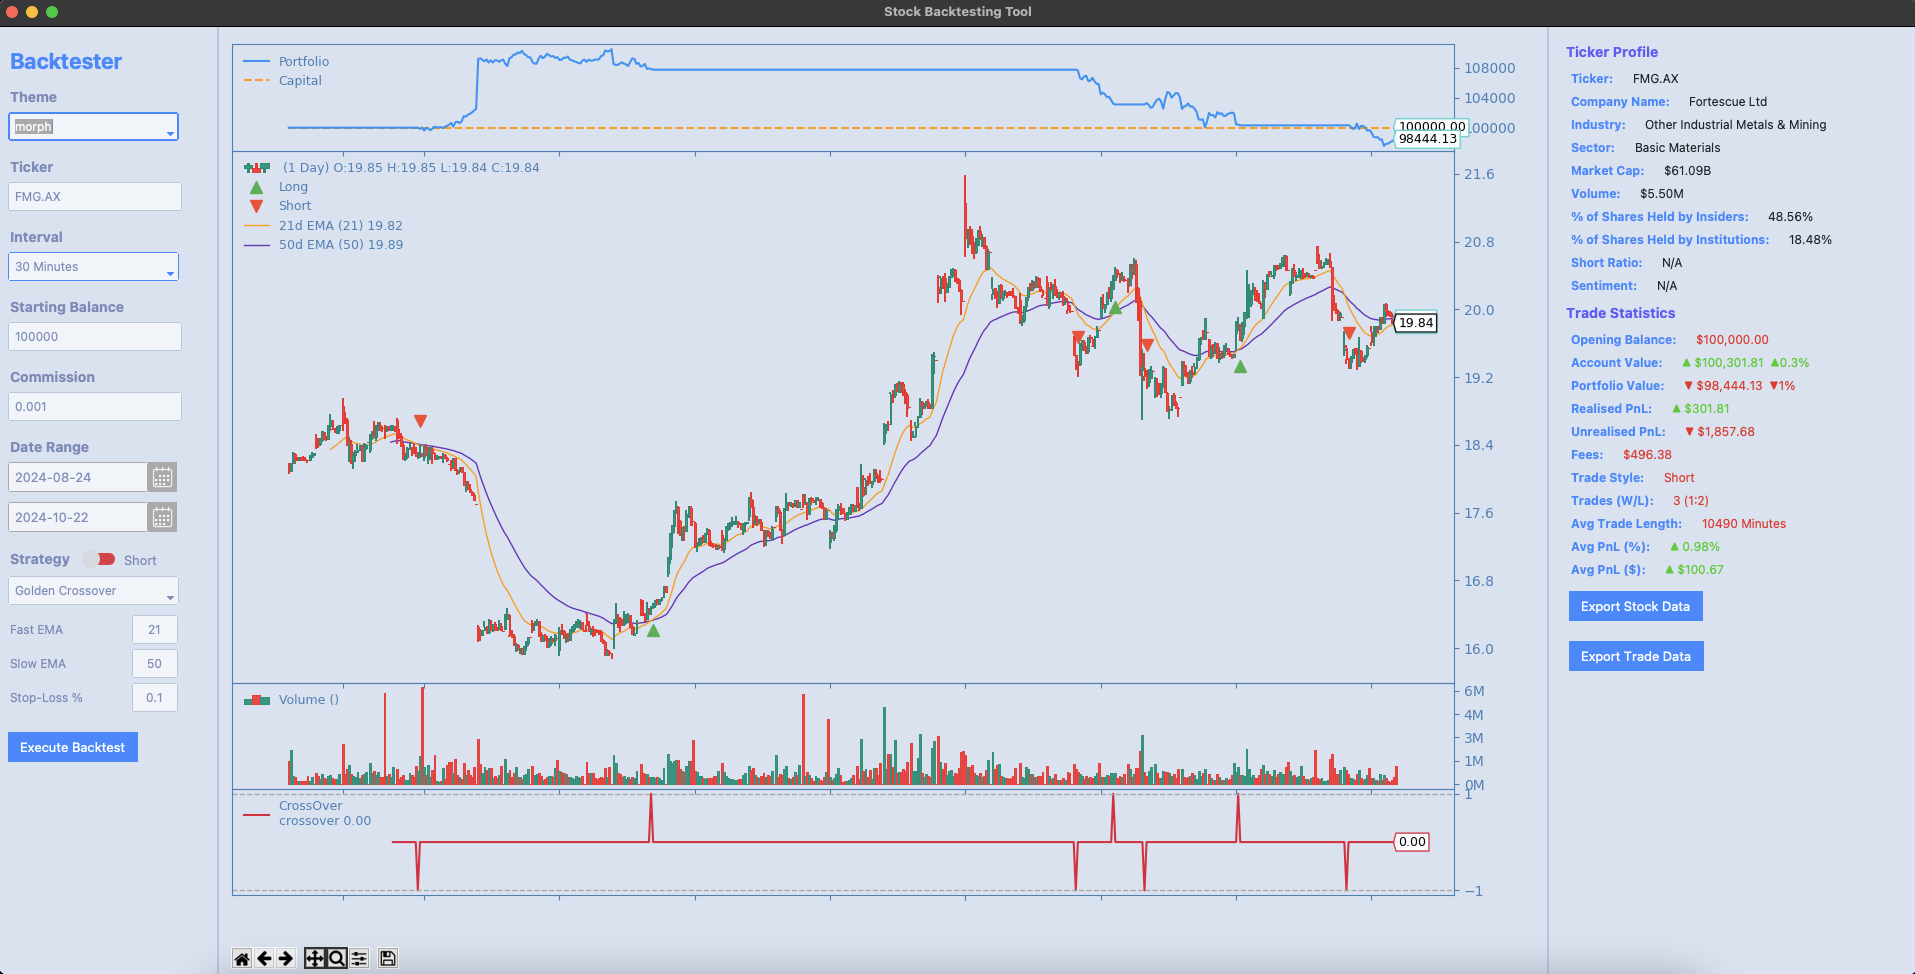 Stock Backtesting Tool
Backtester
Theme
morph
Ticker
FMG.AX
Interval
30 Minutes
Starting Balance
100000
Commission
0.001
Date Range
2024-08-24
2024-10-22
Strategy Short
Golden Crossover
Fast EMA 21
Slow EMA 50
Stop-Loss % 0.1
Execute Backtest
Portfolio
Capital
108000
104000
100000
100000.00
98444.13
(1 Day) O:19.85 H:19.85 L:19.84 C:19.84
Long
Short
21d EMA (21) 19.82
50d EMA (50) 19.89
21.6
20.8
20.0
19.84
19.2
18.4
17.6
16.8
16.0
Volume ()
6M
4M
3M
1M
0M
CrossOver
crossover 0.00
1
0.00
−1
Ticker Profile
Ticker: FMG.AX
Company Name: Fortescue Ltd
Industry: Other Industrial Metals & Mining
Sector: Basic Materials
Market Cap: $61.09B
Volume: $5.50M
% of Shares Held by Insiders: 48.56%
% of Shares Held by Institutions: 18.48%
Short Ratio: N/A
Sentiment: N/A
Trade Statistics
Opening Balance: $100,000.00
Account Value: ▲ $100,301.81 ▲0.3%
Portfolio Value: ▼ $98,444.13 ▼1%
Realised PnL: ▲ $301.81
Unrealised PnL: ▼ $1,857.68
Fees: $496.38
Trade Style: Short
Trades (W/L): 3 (1:2)
Avg Trade Length: 10490 Minutes
Avg PnL (%): ▲ 0.98%
Avg PnL ($): ▲ $100.67
Export Stock Data
Export Trade Data